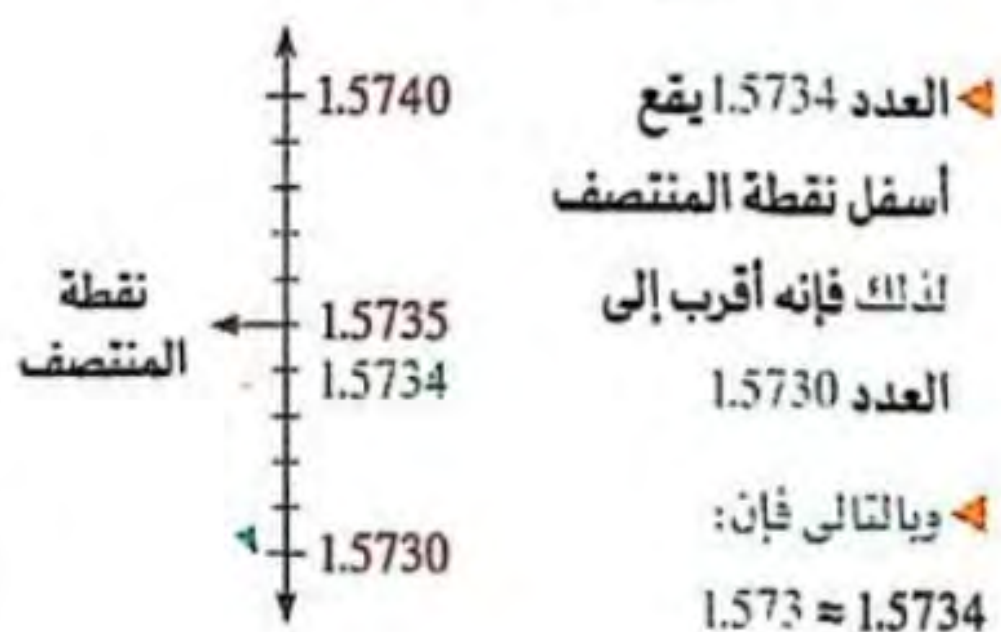 1.5740
1.5735
1.5734
1.5730
نقطة
المنتصف
العدد 1.5734 يقع
أسفل نقطة المنتصف
لذلك فإنه أقرب إلى
العدد 1.5730
وبالتالى فإن:
1.573 ≈ 1.5734